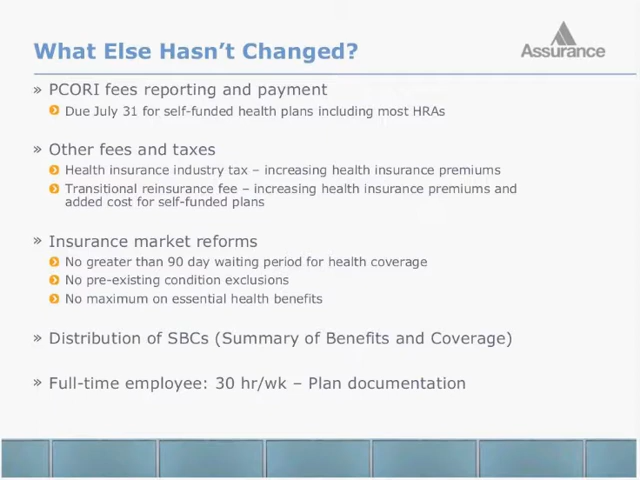 What Else Hasn't Changed?
Assurance
» PCORI fees reporting and payment
Due July 31 for self-funded health plans including most HRAs
» Other fees and taxes
Health insurance industry tax – increasing health insurance premiums
Transitional reinsurance fee – increasing health insurance premiums and
added cost for self-funded plans
» Insurance market reforms
No greater than 90 day waiting period for health coverage
No pre-existing condition exclusions
No maximum on essential health benefits
» Distribution of SBCs (Summary of Benefits and Coverage)
» Full-time employee: 30 hr/wk – Plan documentation